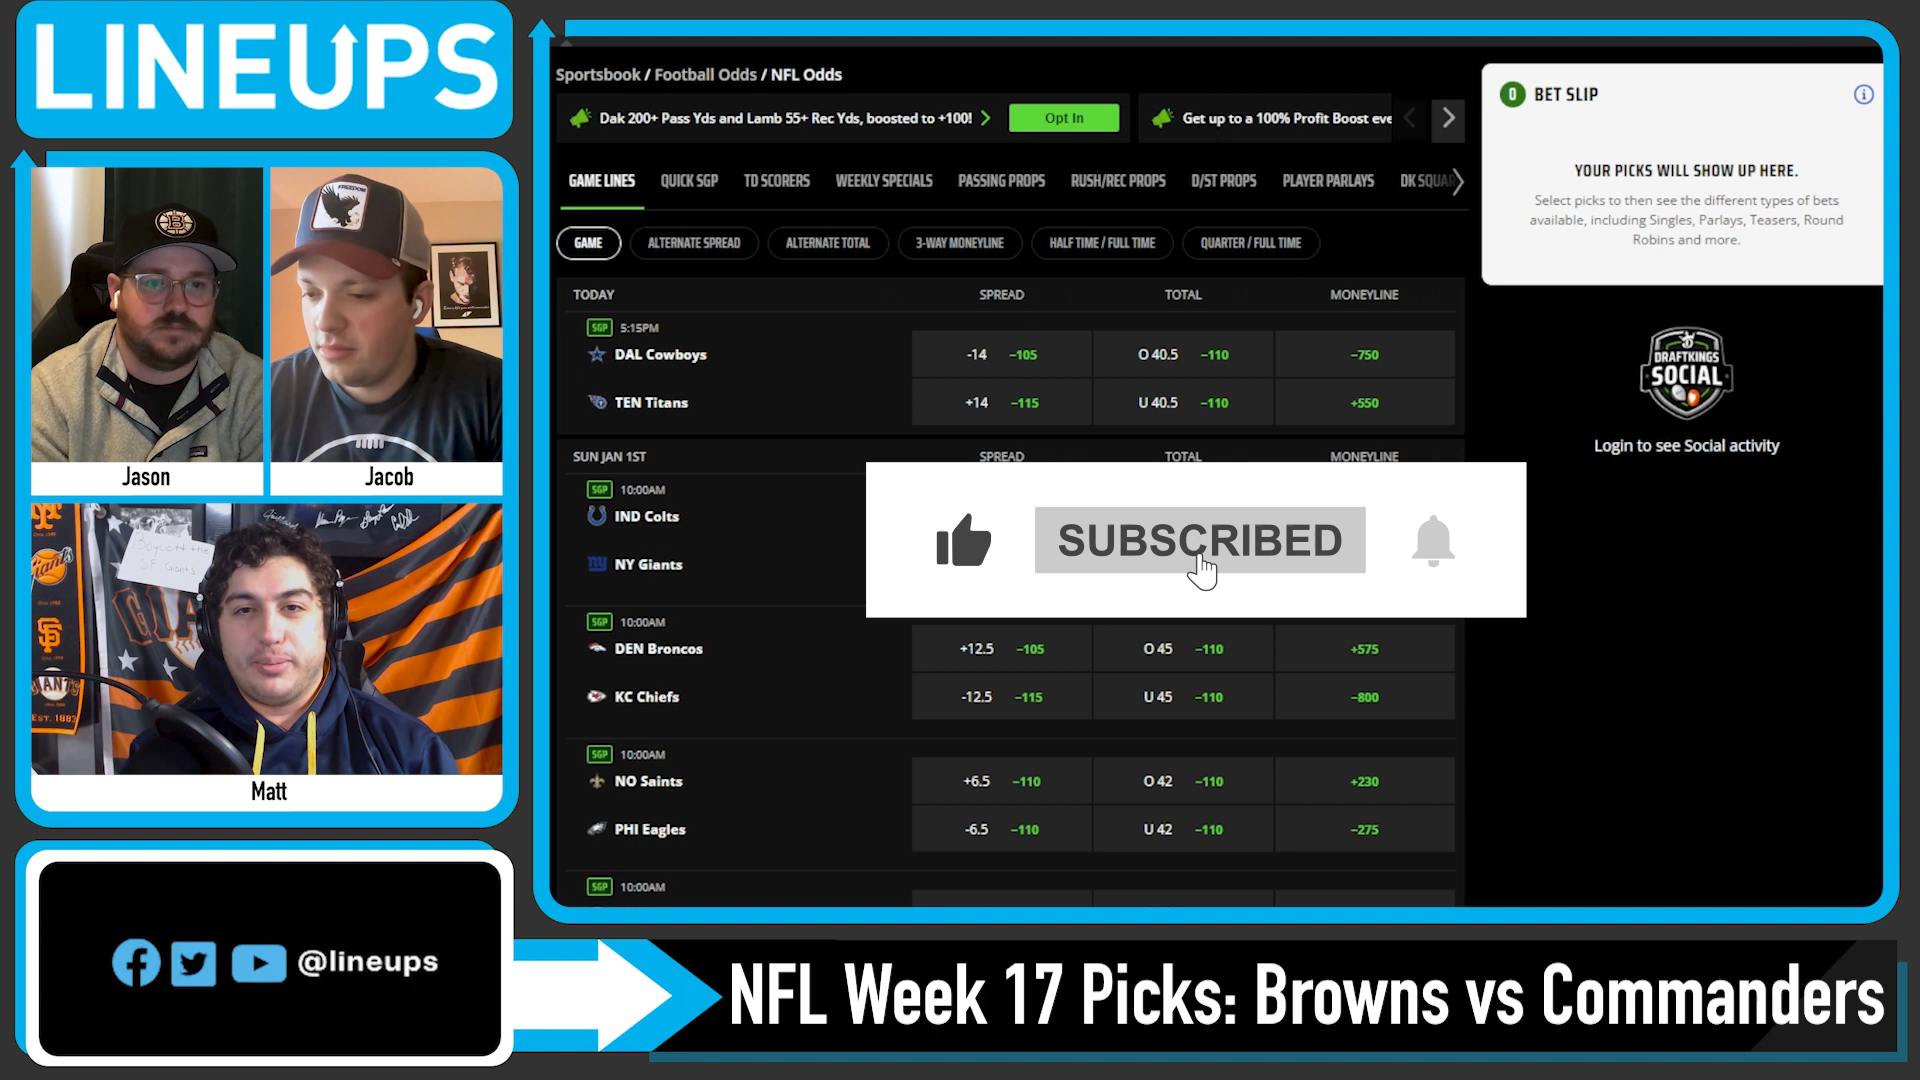 LINEUPS
Jason
Jacob
Matt
FREEDOM
B
Boycott the
SF Giants
GIANTS
EST. 1883
@lineups
Sportsbook / Football Odds / NFL Odds
Dak 200+ Pass Yds and Lamb 55+ Rec Yds, boosted to +100!
Opt In
Get up to a 100% Profit Boost eve
GAME LINES QUICK SGP TD SCORERS WEEKLY SPECIALS PASSING PROPS RUSH/REC PROPS D/ST PROPS PLAYER PARLAYS DK SQUAR
GAME ALTERNATE SPREAD ALTERNATE TOTAL 3-WAY MONEYLINE HALF TIME / FULL TIME QUARTER / FULL TIME
TODAY SPREAD TOTAL MONEYLINE
SGP 5:15PM
DAL Cowboys -14 −105 O 40.5 −110 −750
TEN Titans +14 −115 U 40.5 −110 +550
SUN JAN 1ST SPREAD TOTAL MONEYLINE
SGP 10:00AM
IND Colts
NY Giants
SUBSCRIBED
SGP 10:00AM
DEN Broncos +12.5 −105 O 45 −110 +575
KC Chiefs -12.5 −115 U 45 −110 −800
SGP 10:00AM
NO Saints +6.5 −110 O 42 −110 +230
PHI Eagles -6.5 −110 U 42 −110 −275
SGP 10:00AM
0 BET SLIP
YOUR PICKS WILL SHOW UP HERE.
Select picks to then see the different types of bets
available, including Singles, Parlays, Teasers, Round
Robins and more.
DRAFTKINGS
SOCIAL
Login to see Social activity
NFL Week 17 Picks: Browns vs Commanders